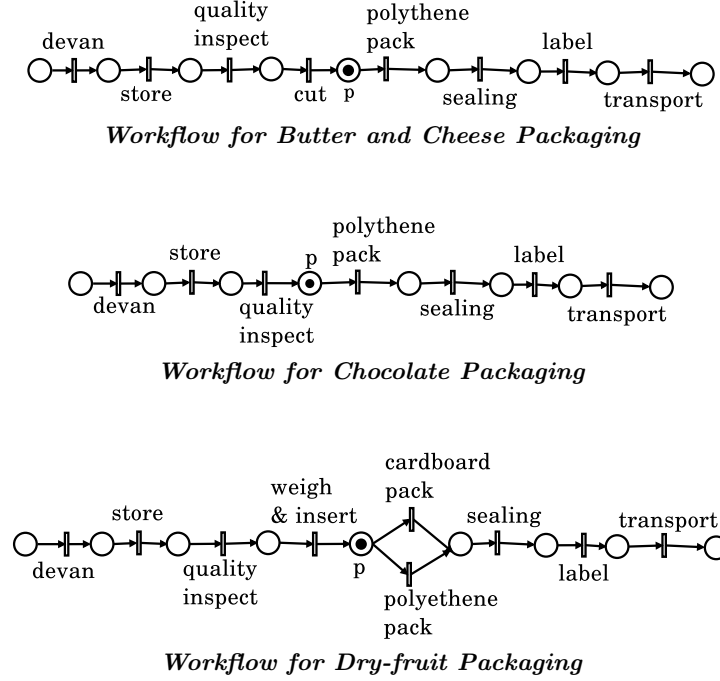 devan
store
quality
inspect
cut
p
polythene
pack
sealing
label
transport
Workflow for Butter and Cheese Packaging
devan
store
quality
inspect
p
polythene
pack
sealing
label
transport
Workflow for Chocolate Packaging
devan
store
quality
inspect
weigh
& insert
p
cardboard
pack
polyethene
pack
sealing
label
transport
Workflow for Dry-fruit Packaging